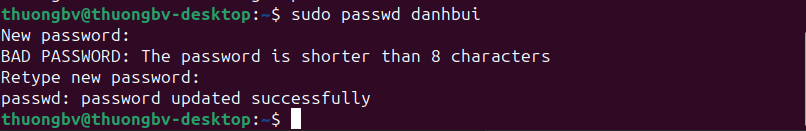 thuongbv@thuongbv-desktop:~$ sudo passwd danhbui
New password:
BAD PASSWORD: The password is shorter than 8 characters
Retype new password:
passwd: password updated successfully
thuongbv@thuongbv-desktop:~$